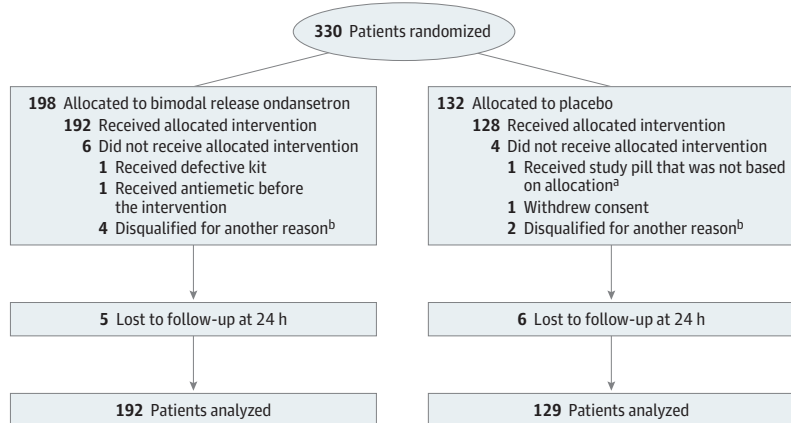 330 Patients randomized
198 Allocated to bimodal release ondansetron
192 Received allocated intervention
6 Did not receive allocated intervention
1 Received defective kit
1 Received antiemetic before
the intervention
4 Disqualified for another reasonb
132 Allocated to placebo
128 Received allocated intervention
4 Did not receive allocated intervention
1 Received study pill that was not based
on allocationa
1 Withdrew consent
2 Disqualified for another reasonb
5 Lost to follow-up at 24 h
6 Lost to follow-up at 24 h
192 Patients analyzed
129 Patients analyzed